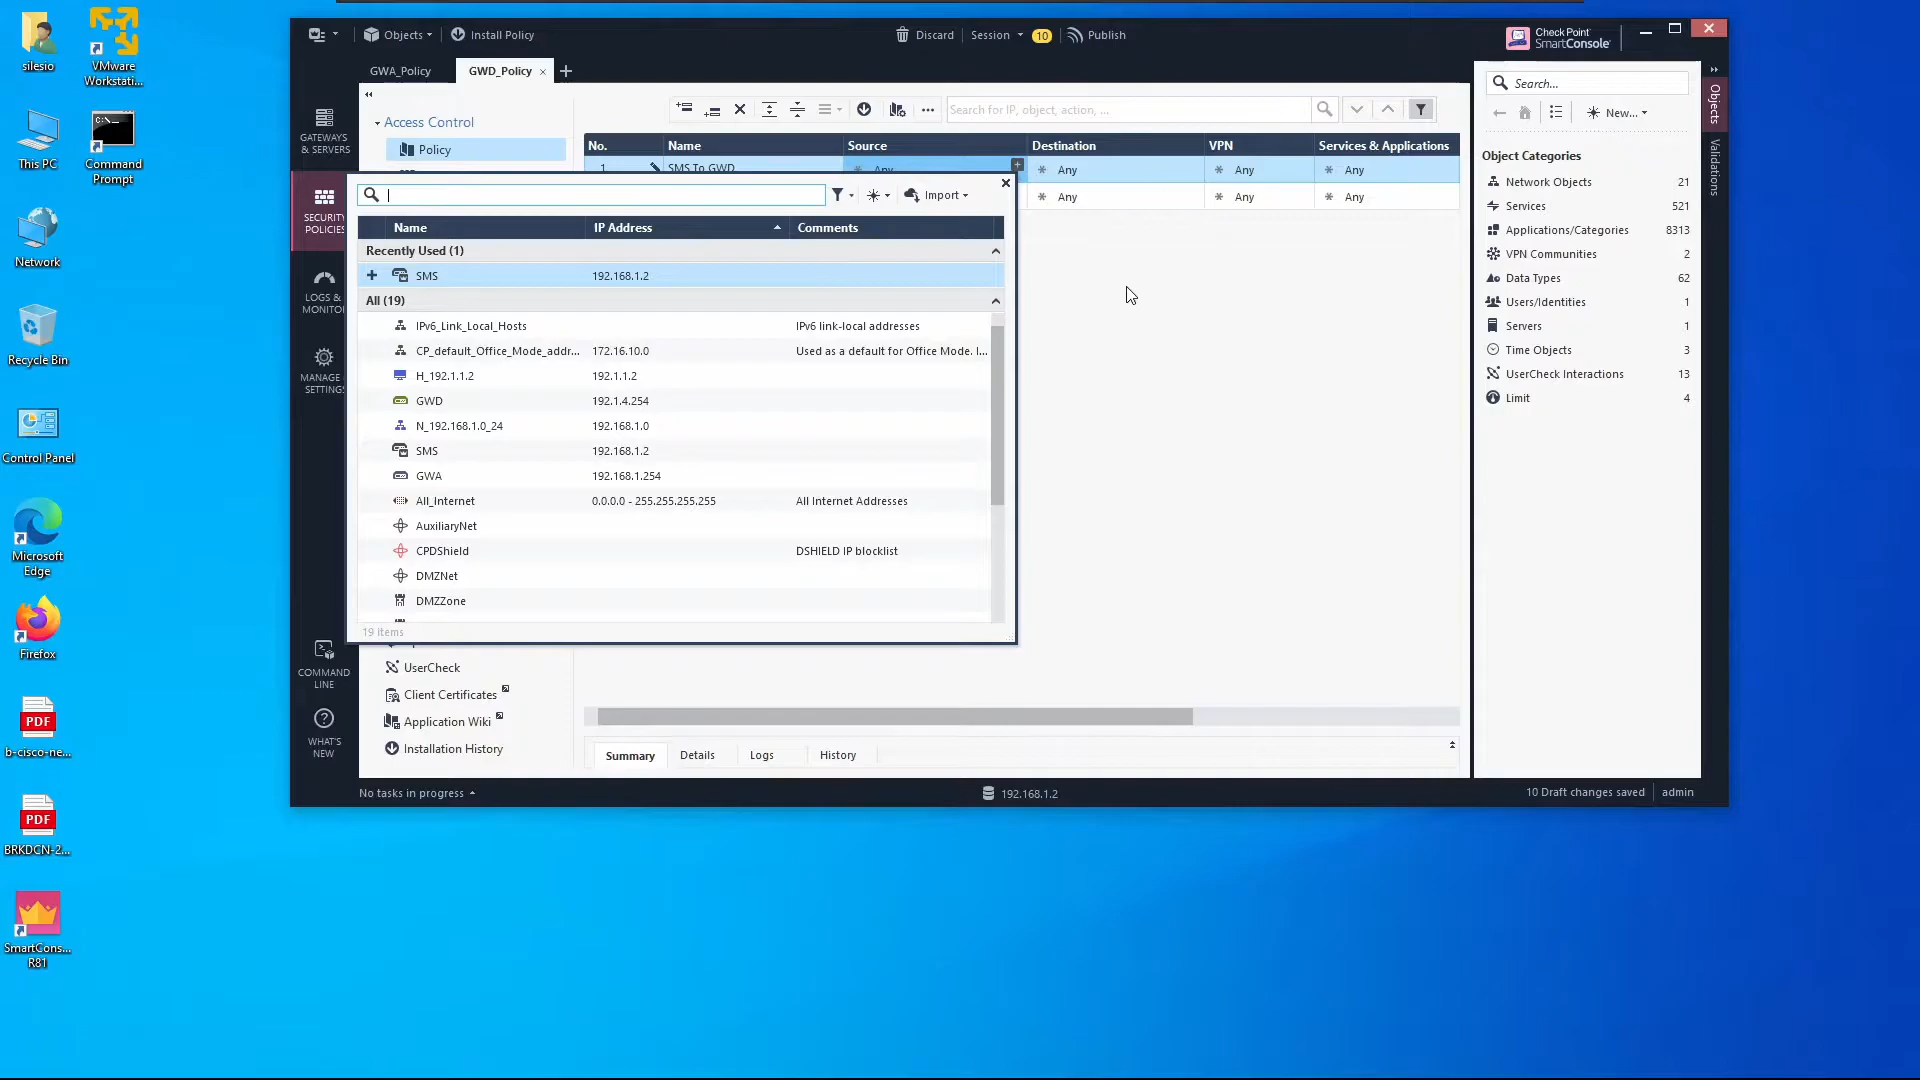 silesio
VMware
Workstati...
This PC
Command
Prompt
Network
Recycle Bin
Control Panel
Microsoft
Edge
Firefox
PDF
b-cisco-ne...
PDF
BRKDCN-2...
SmartCons...
R81
Objects
Install Policy
Discard
Session
10
Publish
Check Point
SmartConsole
GWA_Policy
GWD_Policy
GATEWAYS
& SERVERS
SECURITY
POLICIES
LOGS &
MONITO
MANAGE
SETTINGS
COMMAND
LINE
WHAT'S
NEW
Access Control
Policy
Search for IP, object, action, ...
No. Name Source Destination VPN Services & Applications
1 SMS To GWD Any Any Any Any
Any Any Any
Import
Name IP Address Comments
Recently Used (1)
SMS 192.168.1.2
All (19)
IPv6_Link_Local_Hosts IPv6 link-local addresses
CP_default_Office_Mode_addr... 172.16.10.0 Used as a default for Office Mode. I...
H_192.1.1.2 192.1.1.2
GWD 192.1.4.254
N_192.168.1.0_24 192.168.1.0
SMS 192.168.1.2
GWA 192.168.1.254
All_Internet 0.0.0.0 - 255.255.255.255 All Internet Addresses
AuxiliaryNet
CPDShield DSHIELD IP blocklist
DMZNet
DMZZone
19 items
UserCheck
Client Certificates
Application Wiki
Installation History
Summary Details Logs History
No tasks in progress
192.168.1.2
10 Draft changes saved
admin
Search...
New...
Object Categories
Network Objects 21
Services 521
Applications/Categories 8313
VPN Communities 2
Data Types 62
Users/Identities 1
Servers 1
Time Objects 3
UserCheck Interactions 13
Limit 4
Objects
Validations